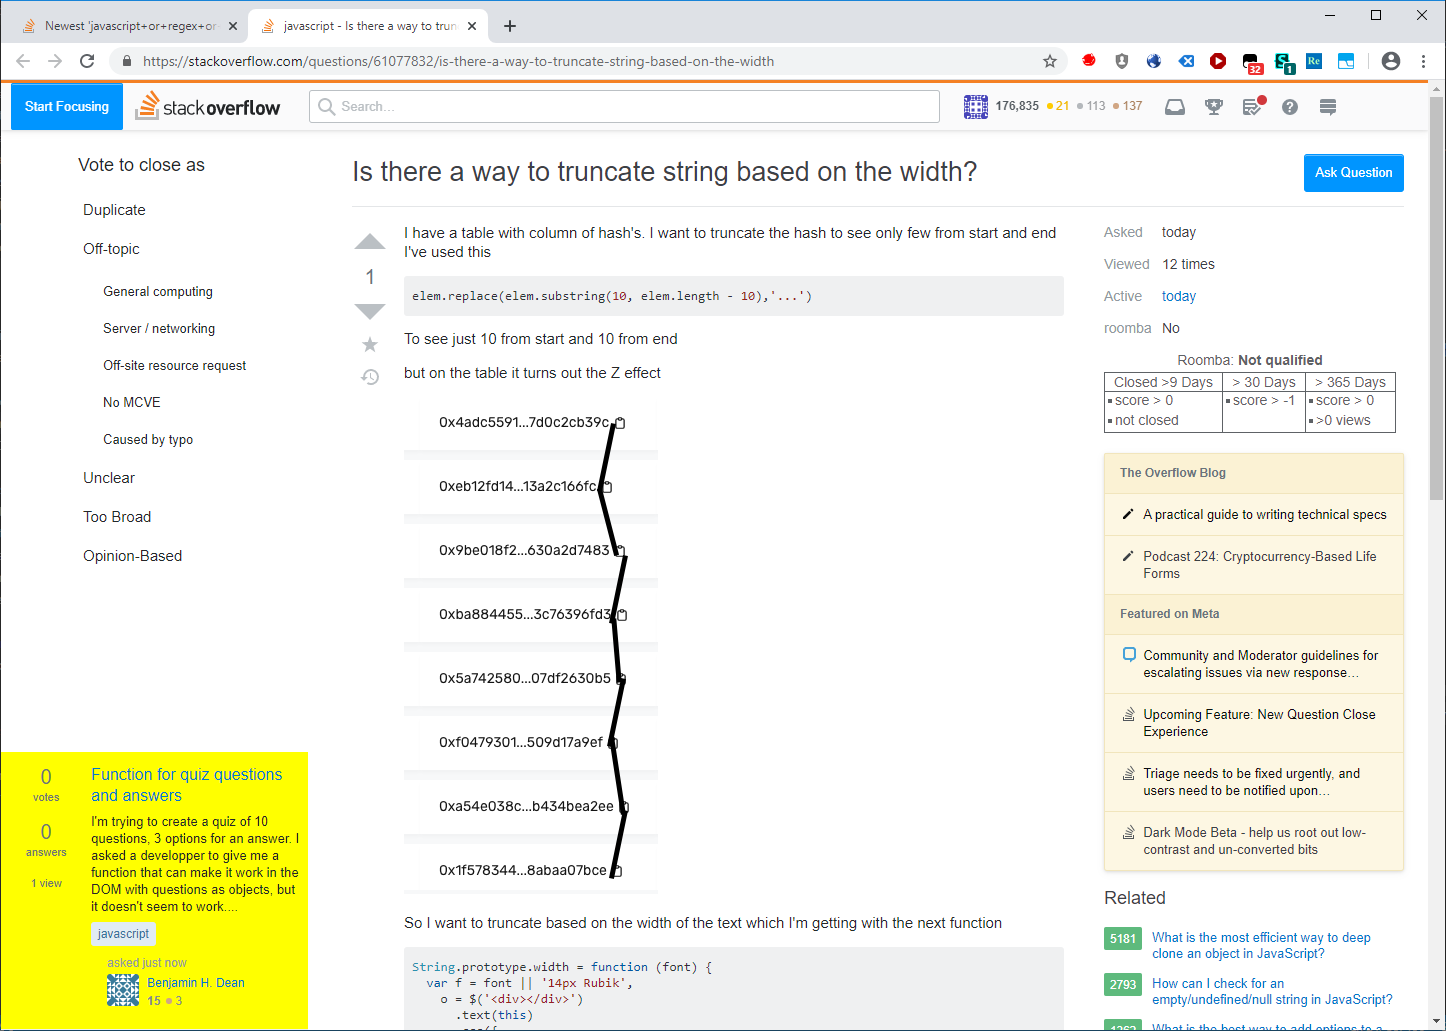 Newest 'javascript+or+regex+or
javascript - Is there a way to trun
https://stackoverflow.com/questions/61077832/is-there-a-way-to-truncate-string-based-on-the-width
32
1
Re
Start Focusing
stackoverflow
Search...
176,835 21 113 137
Vote to close as
Duplicate
Off-topic
General computing
Server / networking
Off-site resource request
No MCVE
Caused by typo
Unclear
Too Broad
Opinion-Based
0
votes
0
answers
1 view
Function for quiz questions
and answers
I'm trying to create a quiz of 10
questions, 3 options for an answer. I
asked a developper to give me a
function that can make it work in the
DOM with questions as objects, but
it doesn't seem to work....
javascript
asked just now
Benjamin H. Dean
15 3
Is there a way to truncate string based on the width?
Ask Question
1
I have a table with column of hash's. I want to truncate the hash to see only few from start and end
I've used this
elem.replace(elem.substring(10, elem.length - 10),'...')
To see just 10 from start and 10 from end
but on the table it turns out the Z effect
0x4adc5591...7d0c2cb39c
0xeb12fd14...13a2c166fc
0x9be018f2...630a2d7483
0xba884455...3c76396fd3
0x5a742580...07df2630b5
0xf0479301...509d17a9ef
0xa54e038c...b434bea2ee
0x1f578344...8abaa07bce
So I want to truncate based on the width of the text which I'm getting with the next function
String.prototype.width = function (font) {
var f = font || '14px Rubik',
o = $('<div></div>')
.text(this)
Asked today
Viewed 12 times
Active today
roomba No
Roomba: Not qualified
Closed >9 Days > 30 Days > 365 Days
score > 0 score > -1 score > 0
not closed >0 views
The Overflow Blog
A practical guide to writing technical specs
Podcast 224: Cryptocurrency-Based Life
Forms
Featured on Meta
Community and Moderator guidelines for
escalating issues via new response…
Upcoming Feature: New Question Close
Experience
Triage needs to be fixed urgently, and
users need to be notified upon…
Dark Mode Beta - help us root out low-
contrast and un-converted bits
Related
5181 What is the most efficient way to deep
clone an object in JavaScript?
2793 How can I check for an
empty/undefined/null string in JavaScript?
What is the best way to add options to a